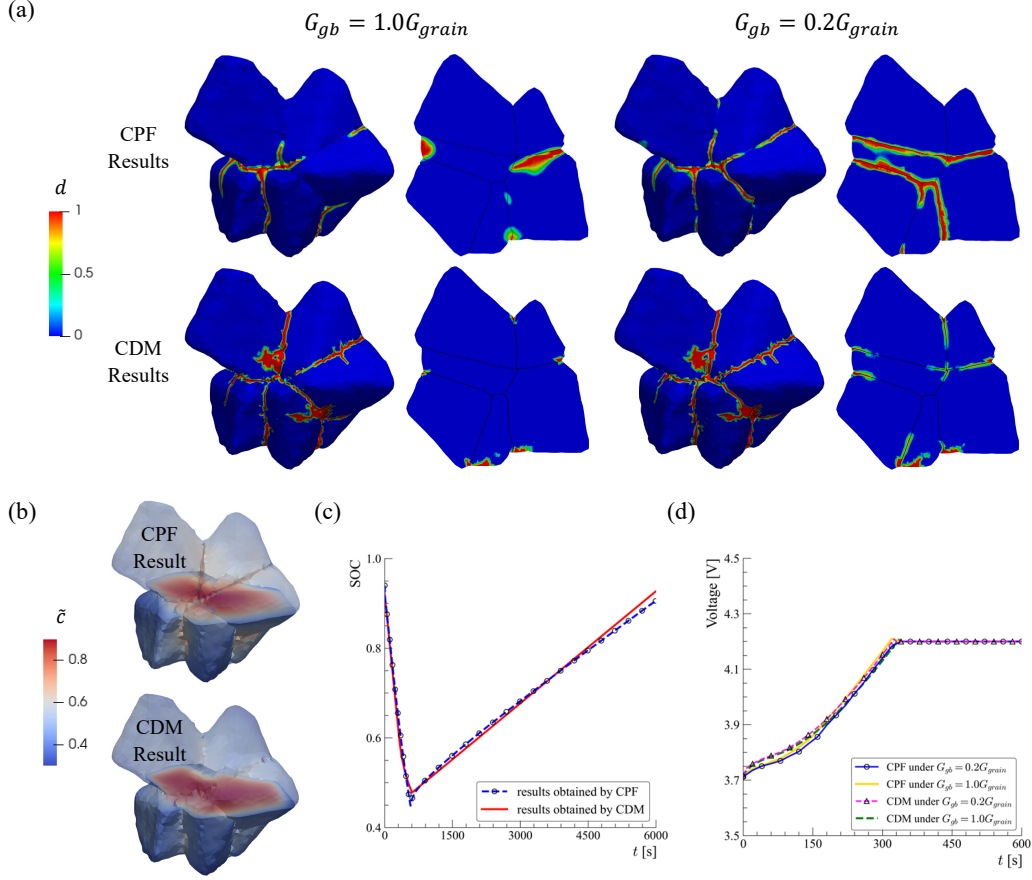 (a)
G_gb = 1.0G_grain
G_gb = 0.2G_grain
CPF
Results
d
1
0.5
0
CDM
Results
(b)
CPF
Result
c̃
0.8
0.6
0.4
CDM
Result
(c)
SOC
1.0
0.8
0.6
0.4
0
1500
3000
4500
6000
t [s]
results obtained by CPF
results obtained by CDM
(d)
Voltage [V]
4.5
4.3
4.1
3.9
3.7
3.5
0
150
300
450
600
t [s]
CPF under G_gb = 0.2G_grain
CPF under G_gb = 1.0G_grain
CDM under G_gb = 0.2G_grain
CDM under G_gb = 1.0G_grain